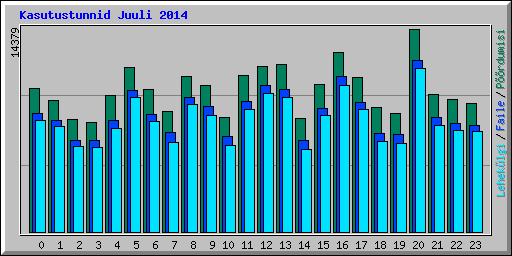 Kasutustunnid Juuli 2014
14379
Lehekülgi / Faile / Pöördumisi
0 1 2 3 4 5 6 7 8 9 10 11 12 13 14 15 16 17 18 19 20 21 22 23